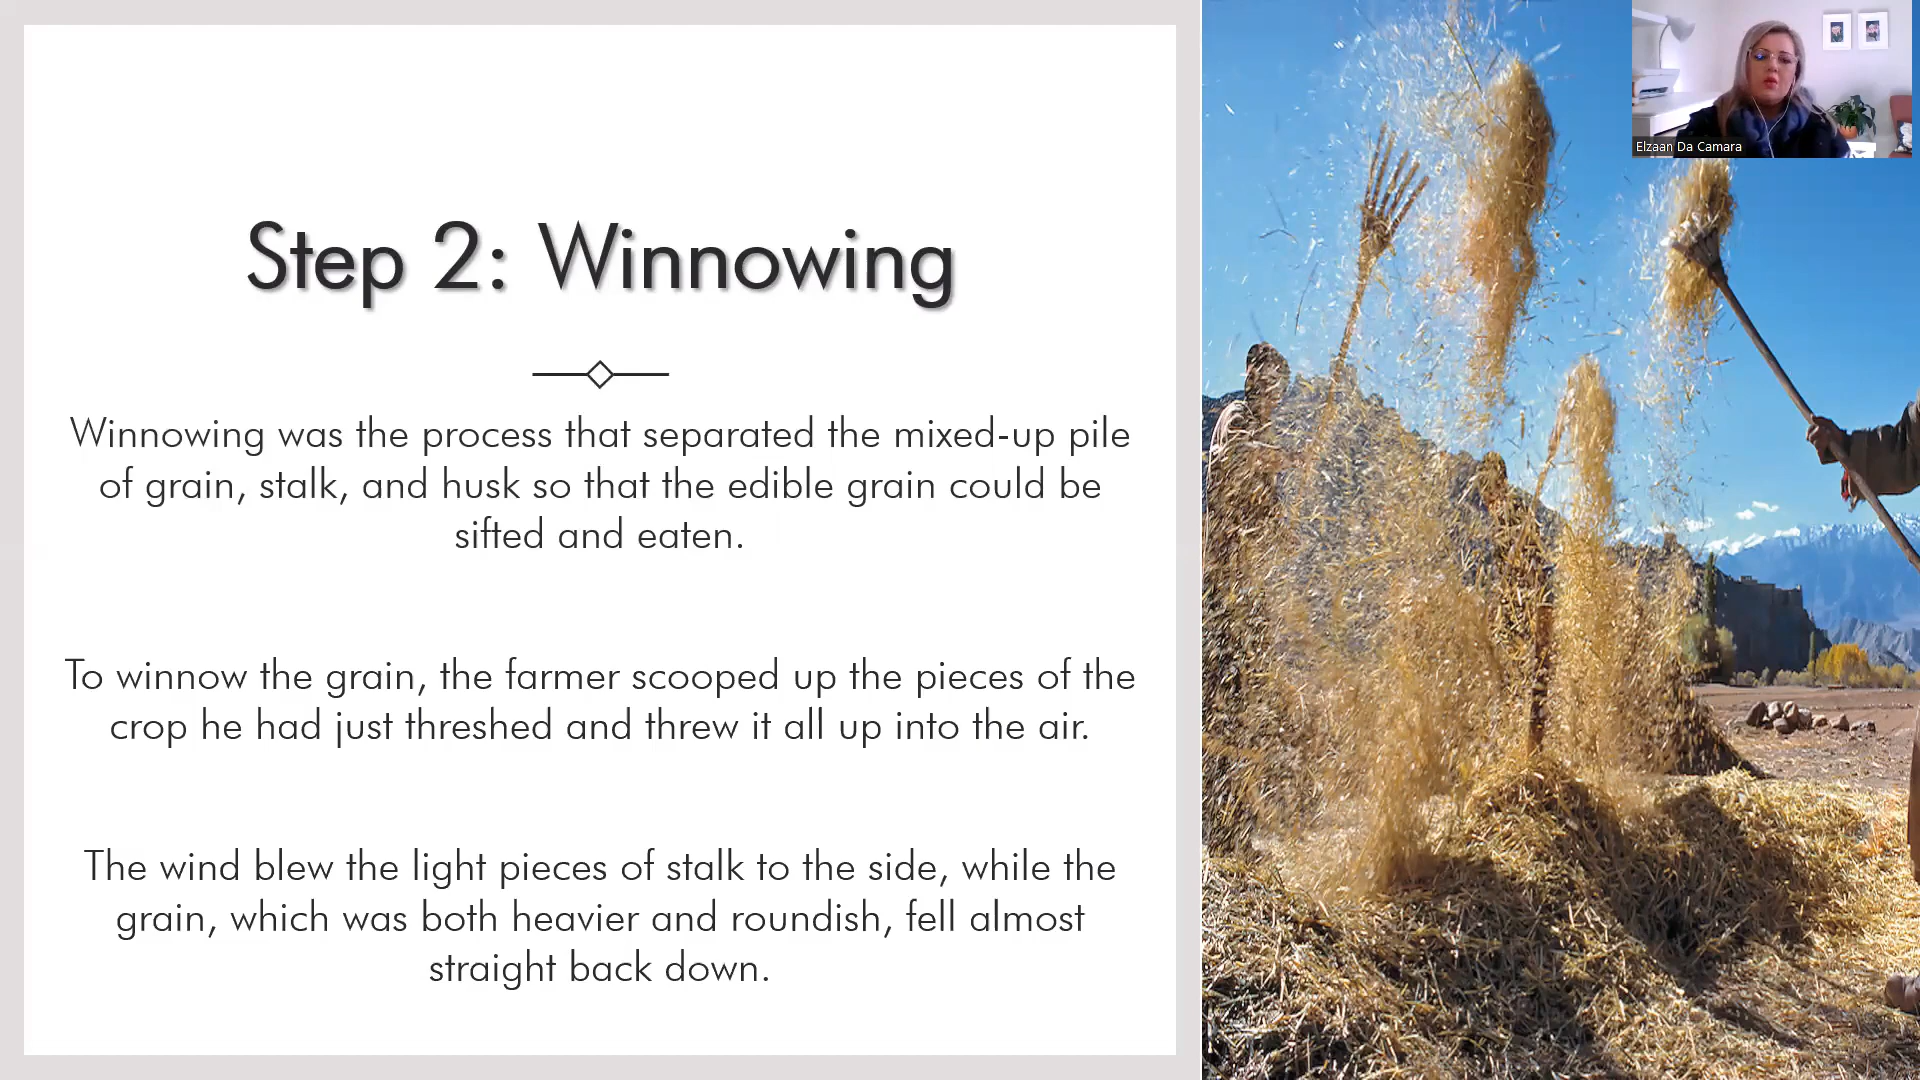 Step 2: Winnowing
Winnowing was the process that separated the mixed-up pile
of grain, stalk, and husk so that the edible grain could be
sifted and eaten.
To winnow the grain, the farmer scooped up the pieces of the
crop he had just threshed and threw it all up into the air.
The wind blew the light pieces of stalk to the side, while the
grain, which was both heavier and roundish, fell almost
straight back down.
Elzaan Da Camara